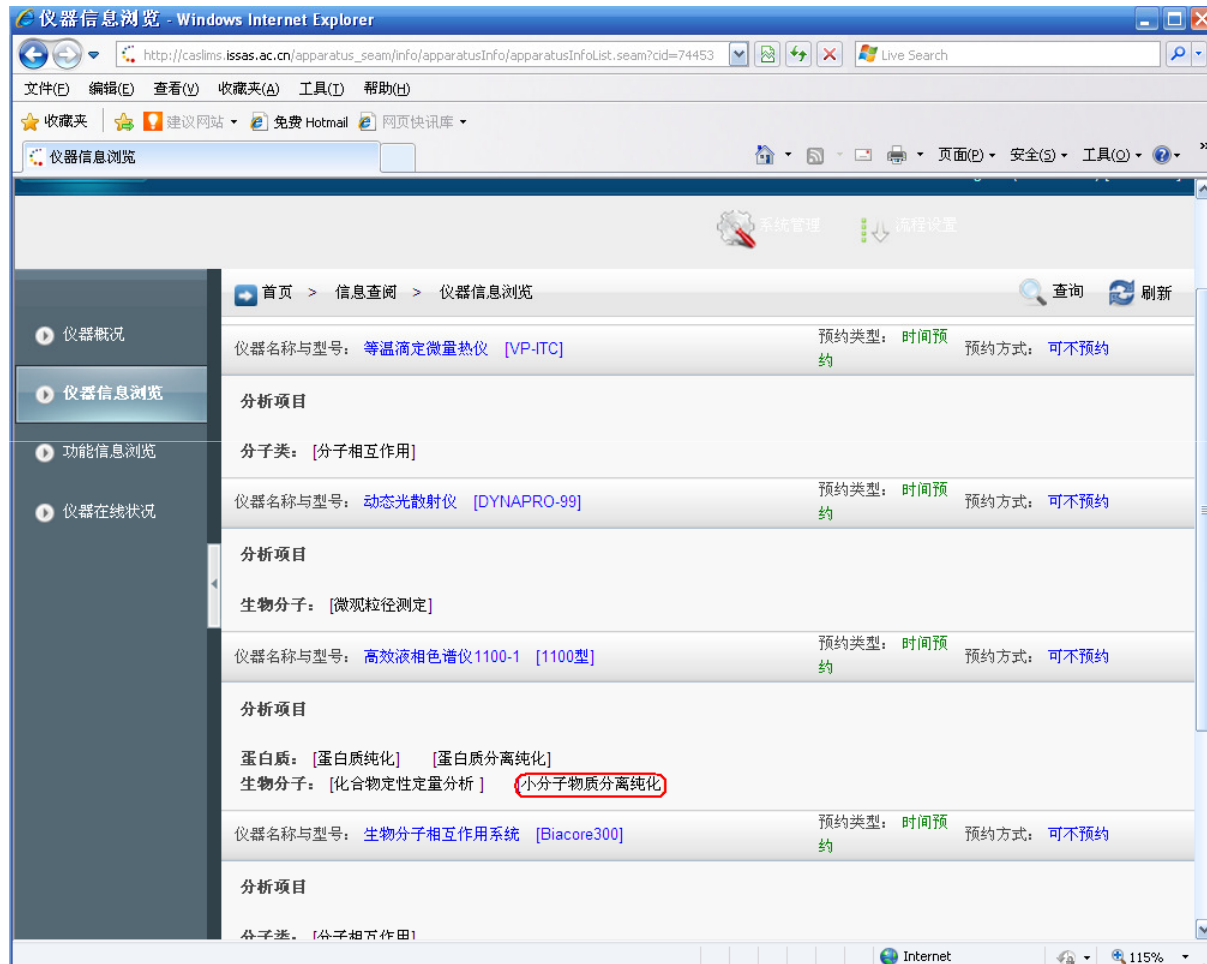 仪器信息浏览 - Windows Internet Explorer
http://caslims.issas.ac.cn/apparatus_seam/info/apparatusInfo/apparatusInfoList.seam?cid=74453 Live Search
文件(F) 编辑(E) 查看(V) 收藏夹(A) 工具(T) 帮助(H)
收藏夹 建议网站 免费 Hotmail 网页快讯库
仪器信息浏览 页面(P) 安全(S) 工具(O) »
系统管理 流程设置
首页 > 信息查阅 > 仪器信息浏览 查询 刷新
仪器概况
仪器信息浏览
功能信息浏览
仪器在线状况
仪器名称与型号: 等温滴定微量热仪 [VP-ITC] 预约类型: 时间预约 预约方式: 可不预约
分析项目
分子类: [分子相互作用]
仪器名称与型号: 动态光散射仪 [DYNAPRO-99] 预约类型: 时间预约 预约方式: 可不预约
分析项目
生物分子: [微观粒径测定]
仪器名称与型号: 高效液相色谱仪1100-1 [1100型] 预约类型: 时间预约 预约方式: 可不预约
分析项目
蛋白质: [蛋白质纯化] [蛋白质分离纯化]
生物分子: [化合物定性定量分析 ] [小分子物质分离纯化
仪器名称与型号: 生物分子相互作用系统 [Biacore300] 预约类型: 时间预约 预约方式: 可不预约
分析项目
分子类: [分子相互作用]
Internet 115%